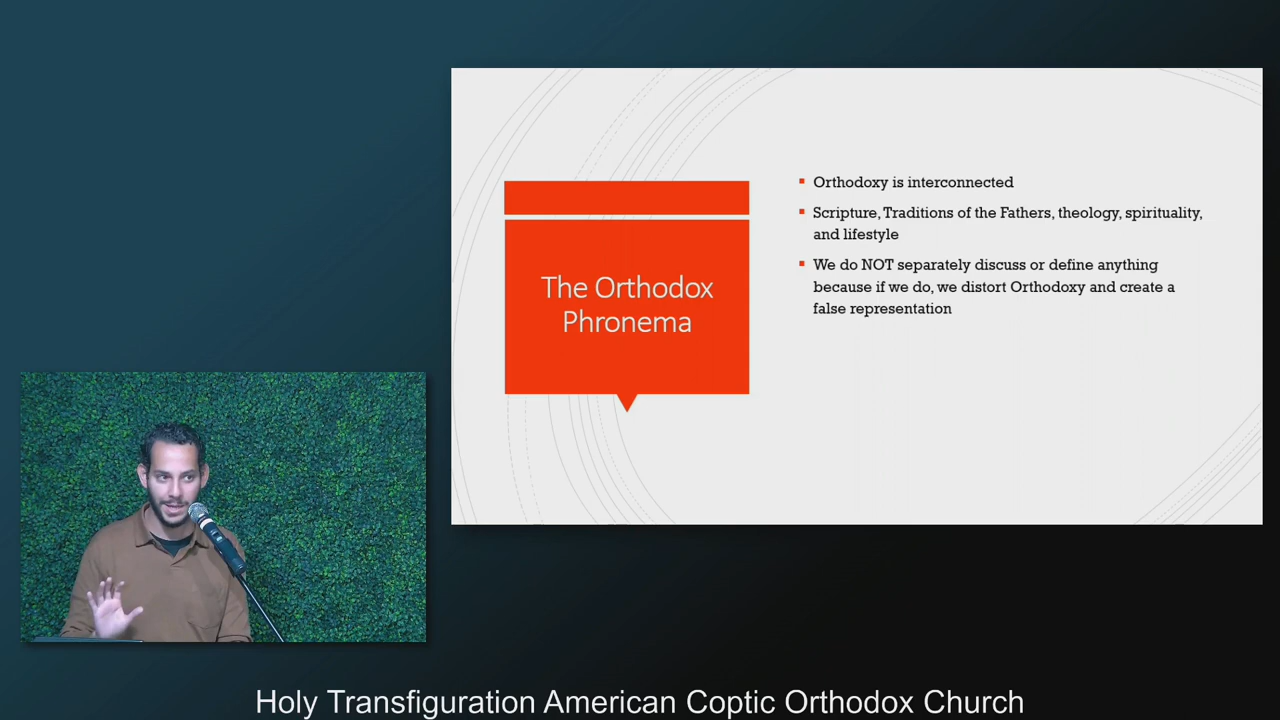 The Orthodox
Phronema
Orthodoxy is interconnected
Scripture, Traditions of the Fathers, theology, spirituality,
and lifestyle
We do NOT separately discuss or define anything
because if we do, we distort Orthodoxy and create a
false representation
Holy Transfiguration American Coptic Orthodox Church